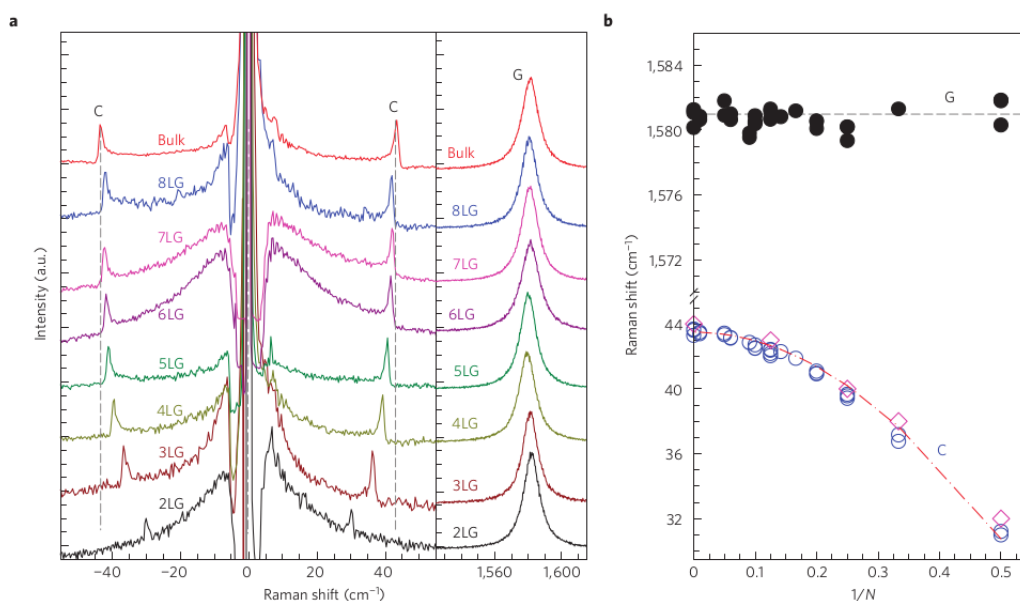 a
C
C
G
Bulk
8LG
7LG
6LG
5LG
4LG
3LG
2LG
Bulk
8LG
7LG
6LG
5LG
4LG
3LG
2LG
Intensity (a.u.)
−40
−20
0
20
40
1,560
1,600
Raman shift (cm⁻¹)
b
1,584
1,580
1,576
1,572
44
40
36
32
G
C
Raman shift (cm⁻¹)
0
0.1
0.2
0.3
0.4
0.5
1/N